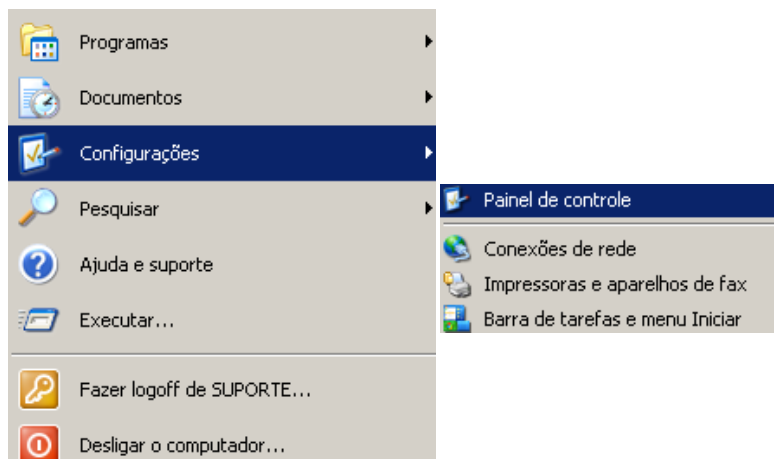 Programas
Documentos
Configurações
Pesquisar
Ajuda e suporte
Executar...
Fazer logoff de SUPORTE...
Desligar o computador...
Painel de controle
Conexões de rede
Impressoras e aparelhos de fax
Barra de tarefas e menu Iniciar